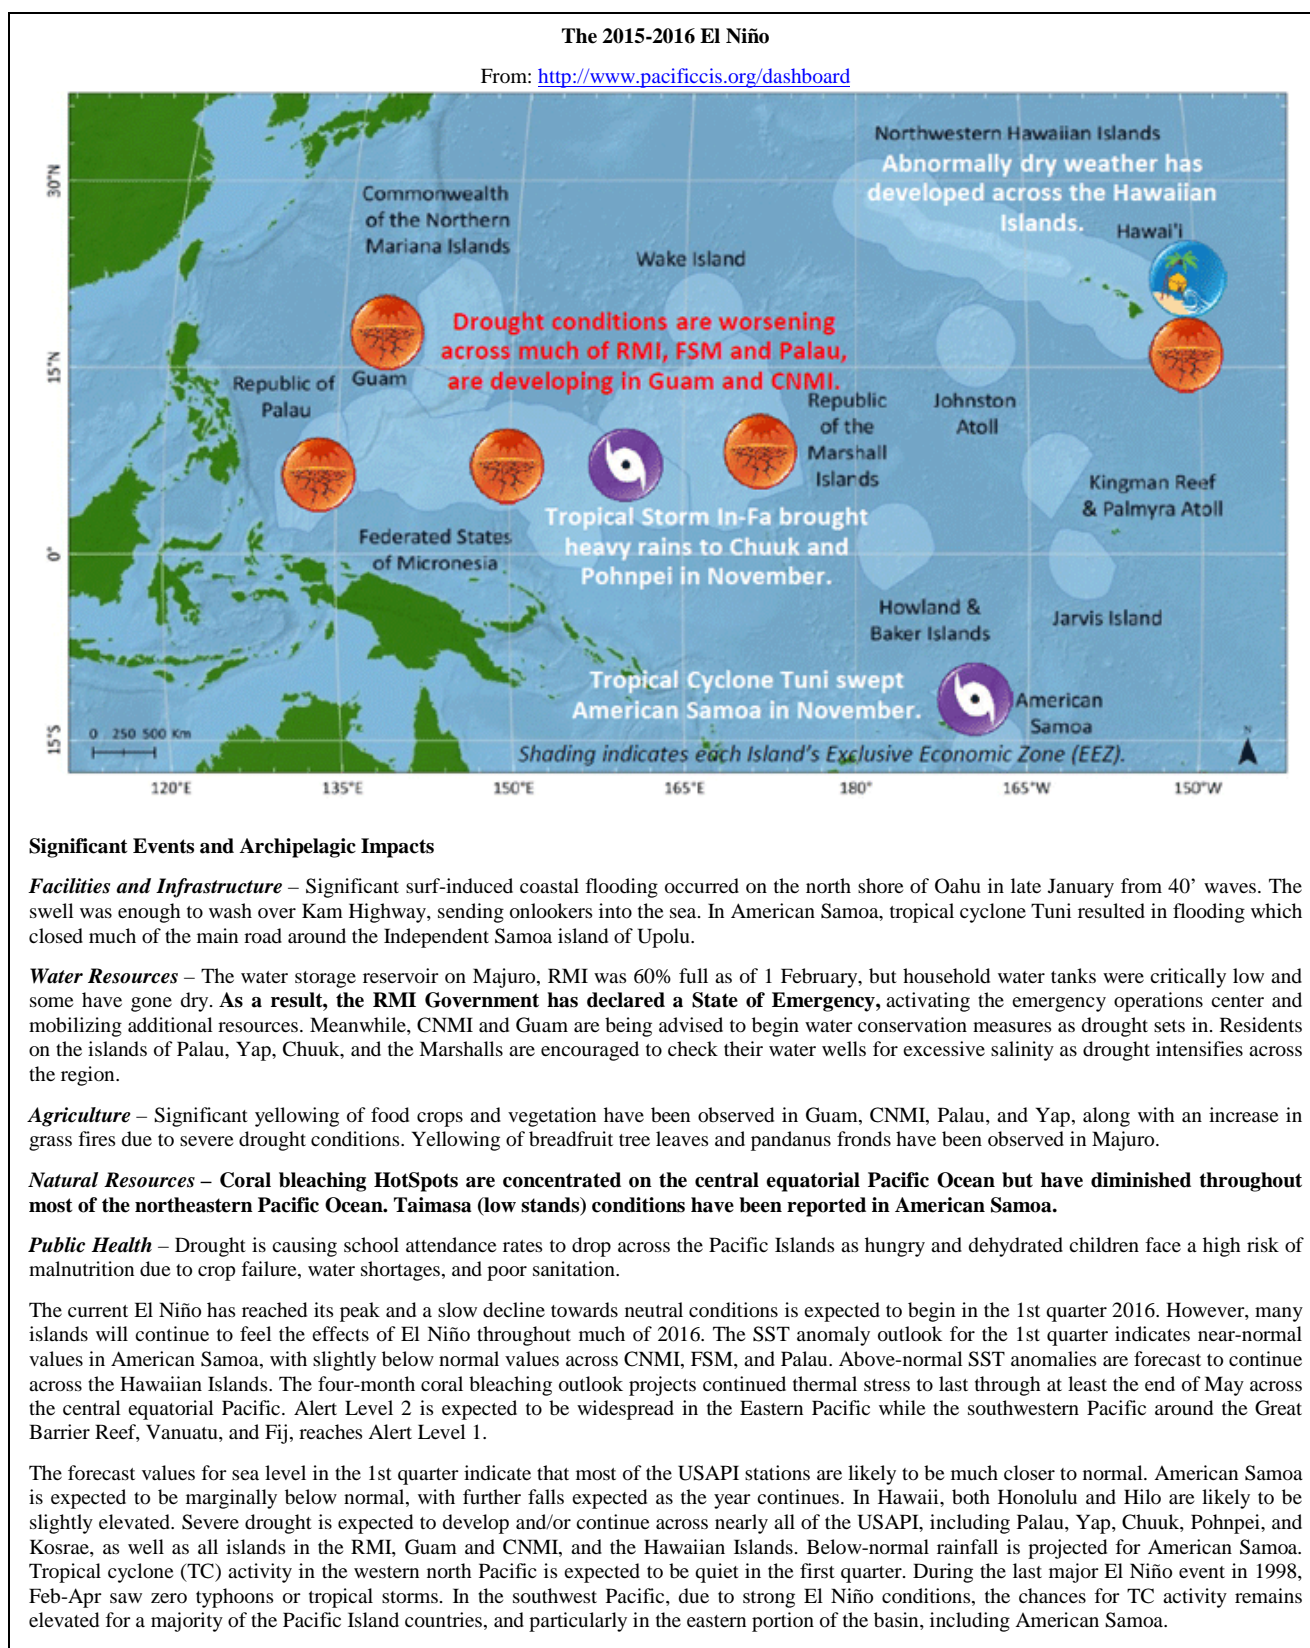 The 2015-2016 El Niño
From: http://www.pacificcis.org/dashboard
Northwestern Hawaiian Islands
Abnormally dry weather has
developed across the Hawaiian
Islands.
Hawai'i
Commonwealth
of the Northern
Mariana Islands
Wake Island
30°N
Drought conditions are worsening
across much of RMI, FSM and Palau,
are developing in Guam and CNMI.
15°N
Republic of
Palau
Guam
Republic
of the
Marshall
Islands
Johnston
Atoll
Kingman Reef
& Palmyra Atoll
Tropical Storm In-Fa brought
heavy rains to Chuuk and
Pohnpei in November.
Federated States
of Micronesia
0°
Howland &
Baker Islands
Jarvis Island
Tropical Cyclone Tuni swept
American Samoa in November.
American
Samoa
15°S
0 250 500 Km
Shading indicates each Island's Exclusive Economic Zone (EEZ).
N
120°E 135°E 150°E 165°E 180° 165°W 150°W
Significant Events and Archipelagic Impacts
Facilities and Infrastructure – Significant surf-induced coastal flooding occurred on the north shore of Oahu in late January from 40’ waves. The
swell was enough to wash over Kam Highway, sending onlookers into the sea. In American Samoa, tropical cyclone Tuni resulted in flooding which
closed much of the main road around the Independent Samoa island of Upolu.
Water Resources – The water storage reservoir on Majuro, RMI was 60% full as of 1 February, but household water tanks were critically low and
some have gone dry. As a result, the RMI Government has declared a State of Emergency, activating the emergency operations center and
mobilizing additional resources. Meanwhile, CNMI and Guam are being advised to begin water conservation measures as drought sets in. Residents
on the islands of Palau, Yap, Chuuk, and the Marshalls are encouraged to check their water wells for excessive salinity as drought intensifies across
the region.
Agriculture – Significant yellowing of food crops and vegetation have been observed in Guam, CNMI, Palau, and Yap, along with an increase in
grass fires due to severe drought conditions. Yellowing of breadfruit tree leaves and pandanus fronds have been observed in Majuro.
Natural Resources – Coral bleaching HotSpots are concentrated on the central equatorial Pacific Ocean but have diminished throughout
most of the northeastern Pacific Ocean. Taimasa (low stands) conditions have been reported in American Samoa.
Public Health – Drought is causing school attendance rates to drop across the Pacific Islands as hungry and dehydrated children face a high risk of
malnutrition due to crop failure, water shortages, and poor sanitation.
The current El Niño has reached its peak and a slow decline towards neutral conditions is expected to begin in the 1st quarter 2016. However, many
islands will continue to feel the effects of El Niño throughout much of 2016. The SST anomaly outlook for the 1st quarter indicates near-normal
values in American Samoa, with slightly below normal values across CNMI, FSM, and Palau. Above-normal SST anomalies are forecast to continue
across the Hawaiian Islands. The four-month coral bleaching outlook projects continued thermal stress to last through at least the end of May across
the central equatorial Pacific. Alert Level 2 is expected to be widespread in the Eastern Pacific while the southwestern Pacific around the Great
Barrier Reef, Vanuatu, and Fij, reaches Alert Level 1.
The forecast values for sea level in the 1st quarter indicate that most of the USAPI stations are likely to be much closer to normal. American Samoa
is expected to be marginally below normal, with further falls expected as the year continues. In Hawaii, both Honolulu and Hilo are likely to be
slightly elevated. Severe drought is expected to develop and/or continue across nearly all of the USAPI, including Palau, Yap, Chuuk, Pohnpei, and
Kosrae, as well as all islands in the RMI, Guam and CNMI, and the Hawaiian Islands. Below-normal rainfall is projected for American Samoa.
Tropical cyclone (TC) activity in the western north Pacific is expected to be quiet in the first quarter. During the last major El Niño event in 1998,
Feb-Apr saw zero typhoons or tropical storms. In the southwest Pacific, due to strong El Niño conditions, the chances for TC activity remains
elevated for a majority of the Pacific Island countries, and particularly in the eastern portion of the basin, including American Samoa.